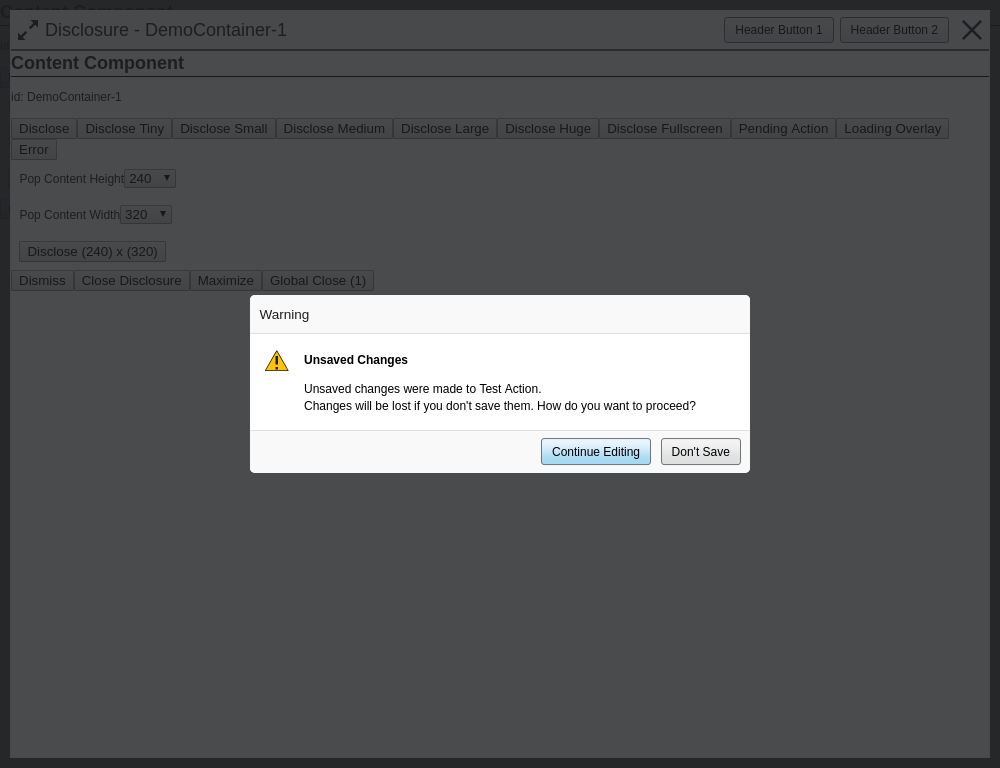 Content Component
Disclosure - DemoContainer-1
Header Button 1
Header Button 2
Content Component
id: DemoContainer-1
Disclose
Disclose Tiny
Disclose Small
Disclose Medium
Disclose Large
Disclose Huge
Disclose Fullscreen
Pending Action
Loading Overlay
Error
Pop Content Height 240
Pop Content Width 320
Disclose (240) x (320)
Dismiss
Close Disclosure
Maximize
Global Close (1)
Warning
Unsaved Changes
Unsaved changes were made to Test Action.
Changes will be lost if you don't save them. How do you want to proceed?
Continue Editing
Don't Save